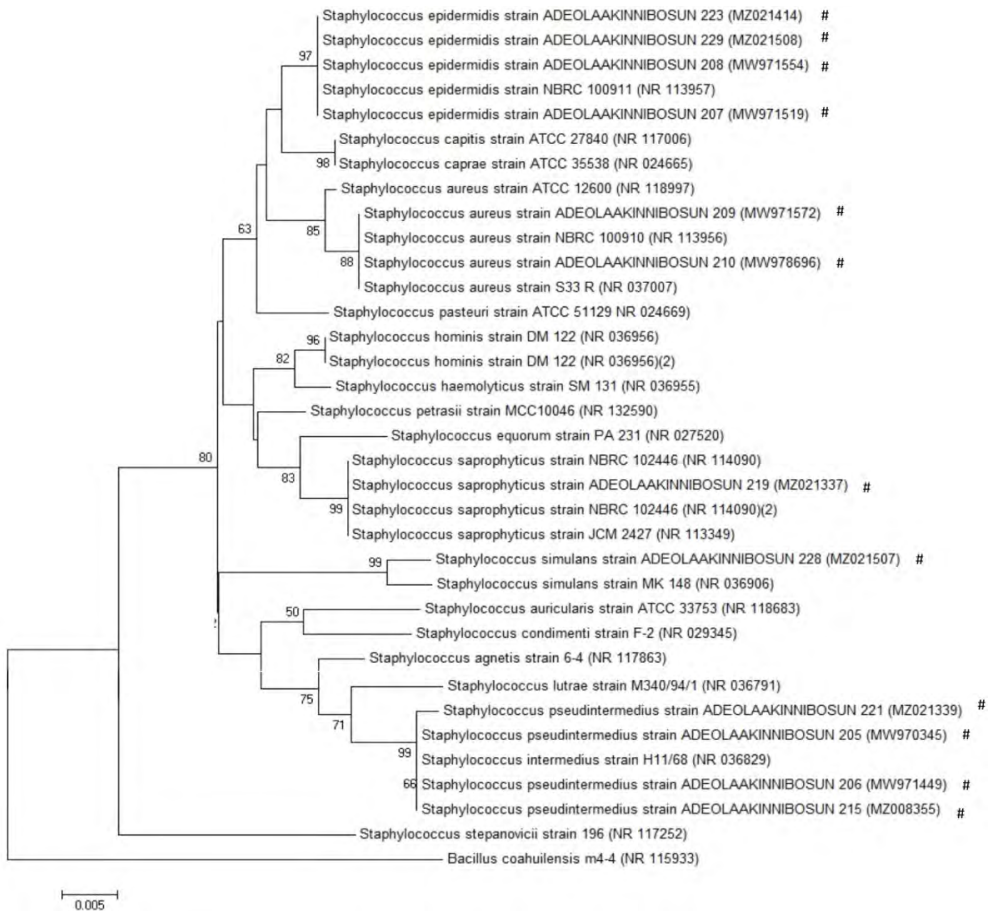 Staphylococcus epidermidis strain ADEOLAAKINNIBOSUN 223 (MZ021414) #
Staphylococcus epidermidis strain ADEOLAAKINNIBOSUN 229 (MZ021508) #
97 Staphylococcus epidermidis strain ADEOLAAKINNIBOSUN 208 (MW971554) #
Staphylococcus epidermidis strain NBRC 100911 (NR 113957)
Staphylococcus epidermidis strain ADEOLAAKINNIBOSUN 207 (MW971519) #
Staphylococcus capitis strain ATCC 27840 (NR 117006)
98 Staphylococcus caprae strain ATCC 35538 (NR 024665)
Staphylococcus aureus strain ATCC 12600 (NR 118997)
Staphylococcus aureus strain ADEOLAAKINNIBOSUN 209 (MW971572) #
85
63
Staphylococcus aureus strain NBRC 100910 (NR 113956)
88 Staphylococcus aureus strain ADEOLAAKINNIBOSUN 210 (MW978696) #
Staphylococcus aureus strain S33 R (NR 037007)
Staphylococcus pasteuri strain ATCC 51129 NR 024669)
96 Staphylococcus hominis strain DM 122 (NR 036956)
82 Staphylococcus hominis strain DM 122 (NR 036956)(2)
Staphylococcus haemolyticus strain SM 131 (NR 036955)
Staphylococcus petrasii strain MCC10046 (NR 132590)
Staphylococcus equorum strain PA 231 (NR 027520)
80 Staphylococcus saprophyticus strain NBRC 102446 (NR 114090)
83 Staphylococcus saprophyticus strain ADEOLAAKINNIBOSUN 219 (MZ021337) #
99 Staphylococcus saprophyticus strain NBRC 102446 (NR 114090)(2)
Staphylococcus saprophyticus strain JCM 2427 (NR 113349)
99 Staphylococcus simulans strain ADEOLAAKINNIBOSUN 228 (MZ021507) #
Staphylococcus simulans strain MK 148 (NR 036906)
50 Staphylococcus auricularis strain ATCC 33753 (NR 118683)
Staphylococcus condimenti strain F-2 (NR 029345)
Staphylococcus agnetis strain 6-4 (NR 117863)
75 Staphylococcus lutrae strain M340/94/1 (NR 036791)
71 Staphylococcus pseudintermedius strain ADEOLAAKINNIBOSUN 221 (MZ021339) #
Staphylococcus pseudintermedius strain ADEOLAAKINNIBOSUN 205 (MW970345) #
99 Staphylococcus intermedius strain H11/68 (NR 036829)
66 Staphylococcus pseudintermedius strain ADEOLAAKINNIBOSUN 206 (MW971449) #
Staphylococcus pseudintermedius strain ADEOLAAKINNIBOSUN 215 (MZ008355) #
Staphylococcus stepanovicii strain 196 (NR 117252)
Bacillus coahuilensis m4-4 (NR 115933)
0.005